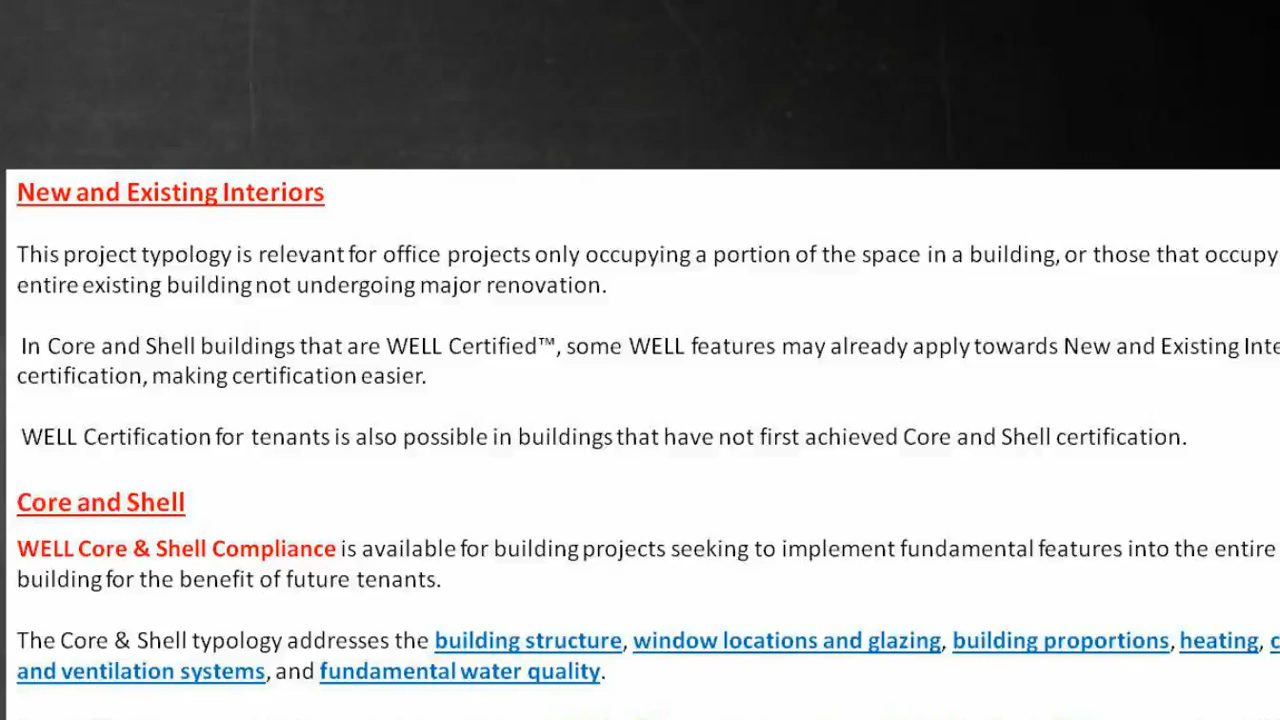 New and Existing Interiors
This project typology is relevant for office projects only occupying a portion of the space in a building, or those that occupy
entire existing building not undergoing major renovation.
In Core and Shell buildings that are WELL Certified™, some WELL features may already apply towards New and Existing
certification, making certification easier.
WELL Certification for tenants is also possible in buildings that have not first achieved Core and Shell certification.
Core and Shell
WELL Core & Shell Compliance is available for building projects seeking to implement fundamental features into the entire
building for the benefit of future tenants.
The Core & Shell typology addresses the building structure, window locations and glazing, building proportions, heating,
and ventilation systems, and fundamental water quality.